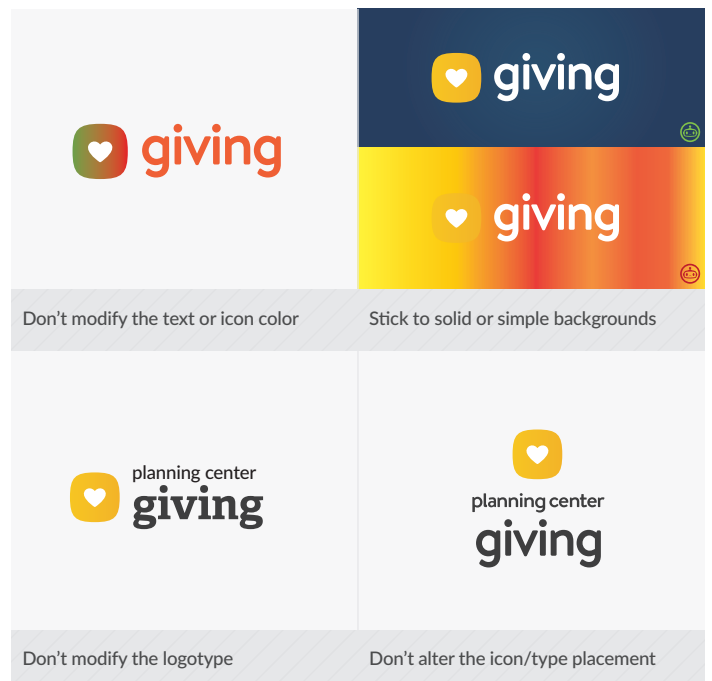 giving
giving
giving
Don’t modify the text or icon color
Stick to solid or simple backgrounds
planning center
giving
planning center
giving
Don’t modify the logotype
Don’t alter the icon/type placement